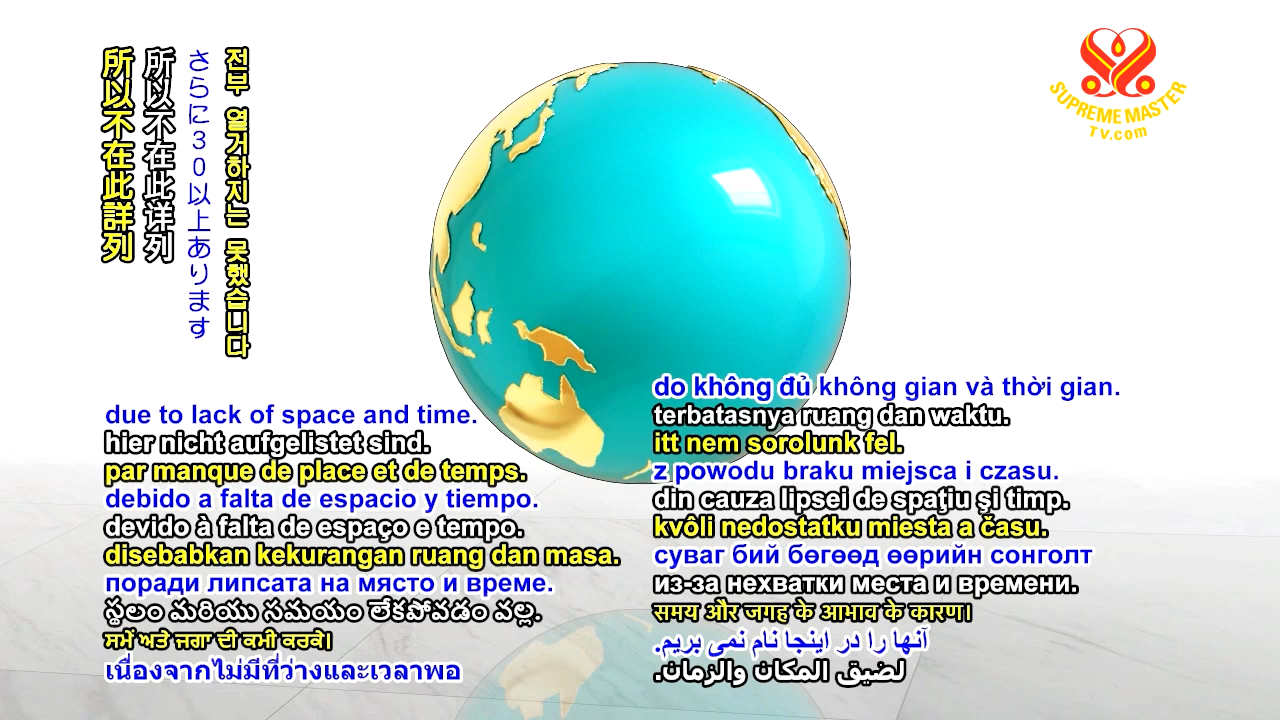 所以不在此詳列
所以不在此详列
さらに30以上あります
전부 열거하지는 못했습니다
SUPREME MASTER
TV.com
due to lack of space and time.
hier nicht aufgelistet sind.
par manque de place et de temps.
debido a falta de espacio y tiempo.
devido à falta de espaço e tempo.
disebabkan kekurangan ruang dan masa.
поради липсата на място и време.
స్థలం మరియు సమయం లేకపోవడం వల్ల.
ਸਮੇਂ ਅਤੇ ਜਗਾ ਦੀ ਕਮੀ ਕਰਕੇ।
เนื่องจากไม่มีที่ว่างและเวลาพอ
do không đủ không gian và thời gian.
terbatasnya ruang dan waktu.
itt nem sorolunk fel.
z powodu braku miejsca i czasu.
din cauza lipsei de spaţiu şi timp.
kvôli nedostatku miesta a času.
суваг бий бөгөөд өөрийн сонголт
из-за нехватки места и времени.
समय और जगह के आभाव के कारण।
آنها را در اینجا نام نمی بریم.
لضيق المكان والزمان.